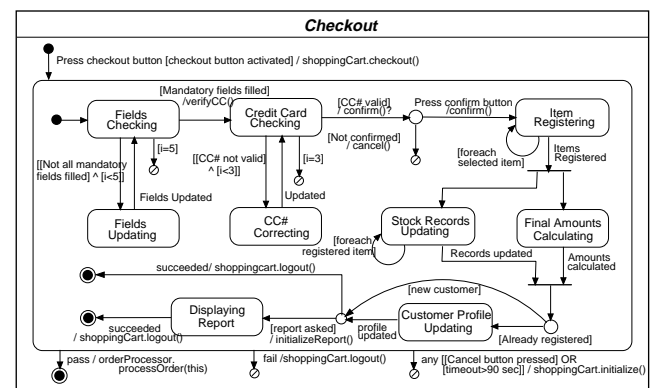 Checkout
Press checkout button [checkout button activated] / shoppingCart.checkout()
[Mandatory fields filled]
/verifyCC()
Fields
Checking
Credit Card
Checking
[CC# valid]
/ confirm()?
Press confirm button
/confirm()
Item
Registering
[i=5]
[i=3]
[Not confirmed]
/ cancel()
[foreach
selected item]
Items
Registered
[[Not all mandatory
fields filled] ^ [i<5]]
Fields Updated
[[CC# not valid]
^ [i<3]]
Updated
Fields
Updating
CC#
Correcting
Stock Records
Updating
Final Amounts
Calculating
[foreach
registered item]
Records updated
Amounts
calculated
succeeded/ shoppingcart.logout()
[new customer]
Displaying
Report
succeeded
/ shoppingCart.logout()
[report asked]
/ initializeReport()
profile
updated
Customer Profile
Updating
[Already registered]
pass / orderProcessor.
processOrder(this)
fail /shoppingCart.logout()
any [[Cancel button pressed] OR
[timeout>90 sec]] / shoppingCart.initialize()